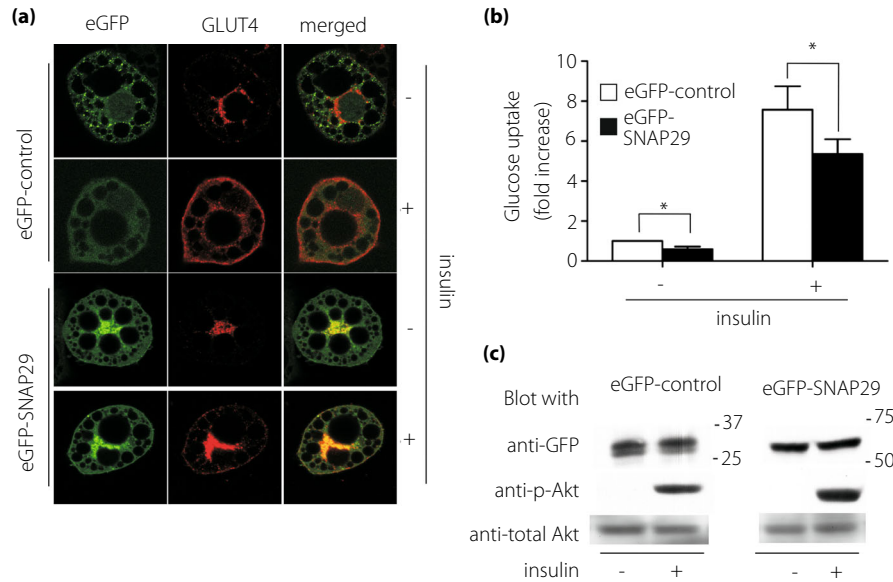 (a)
eGFP GLUT4 merged
eGFP-control
eGFP-SNAP29
-
+
-
+
insulin
(b)
Glucose uptake
(fold increase)
10
8
6
4
2
0
eGFP-control
eGFP-
SNAP29
*
*
- +
insulin
(c)
Blot with eGFP-control eGFP-SNAP29
anti-GFP -37 -25 -75 -50
anti-p-Akt
anti-total Akt
insulin - + - +